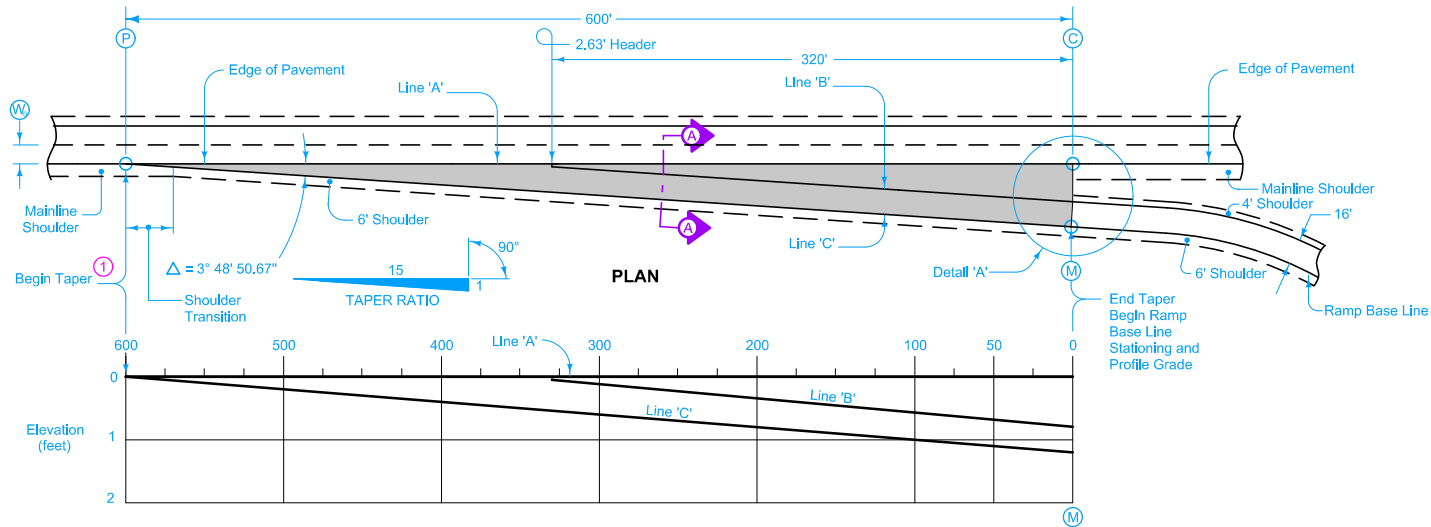 600'
P
C
2.63' Header
320'
Edge of Pavement
Line 'A'
Line 'B'
Edge of Pavement
W
A
A
Mainline
Shoulder
6' Shoulder
Line 'C'
Mainline Shoulder
4' Shoulder
16'
Δ = 3° 48' 50.67"
15
90°
1
TAPER RATIO
PLAN
Detail 'A'
M
6' Shoulder
Begin Taper 1
Shoulder
Transition
End Taper
Begin Ramp
Base Line
Stationing and
Profile Grade
Ramp Base Line
600 500 400 Line 'A' 300 200 100 50 0
0
Line 'B'
Line 'C'
Elevation
(feet)
1
2
M